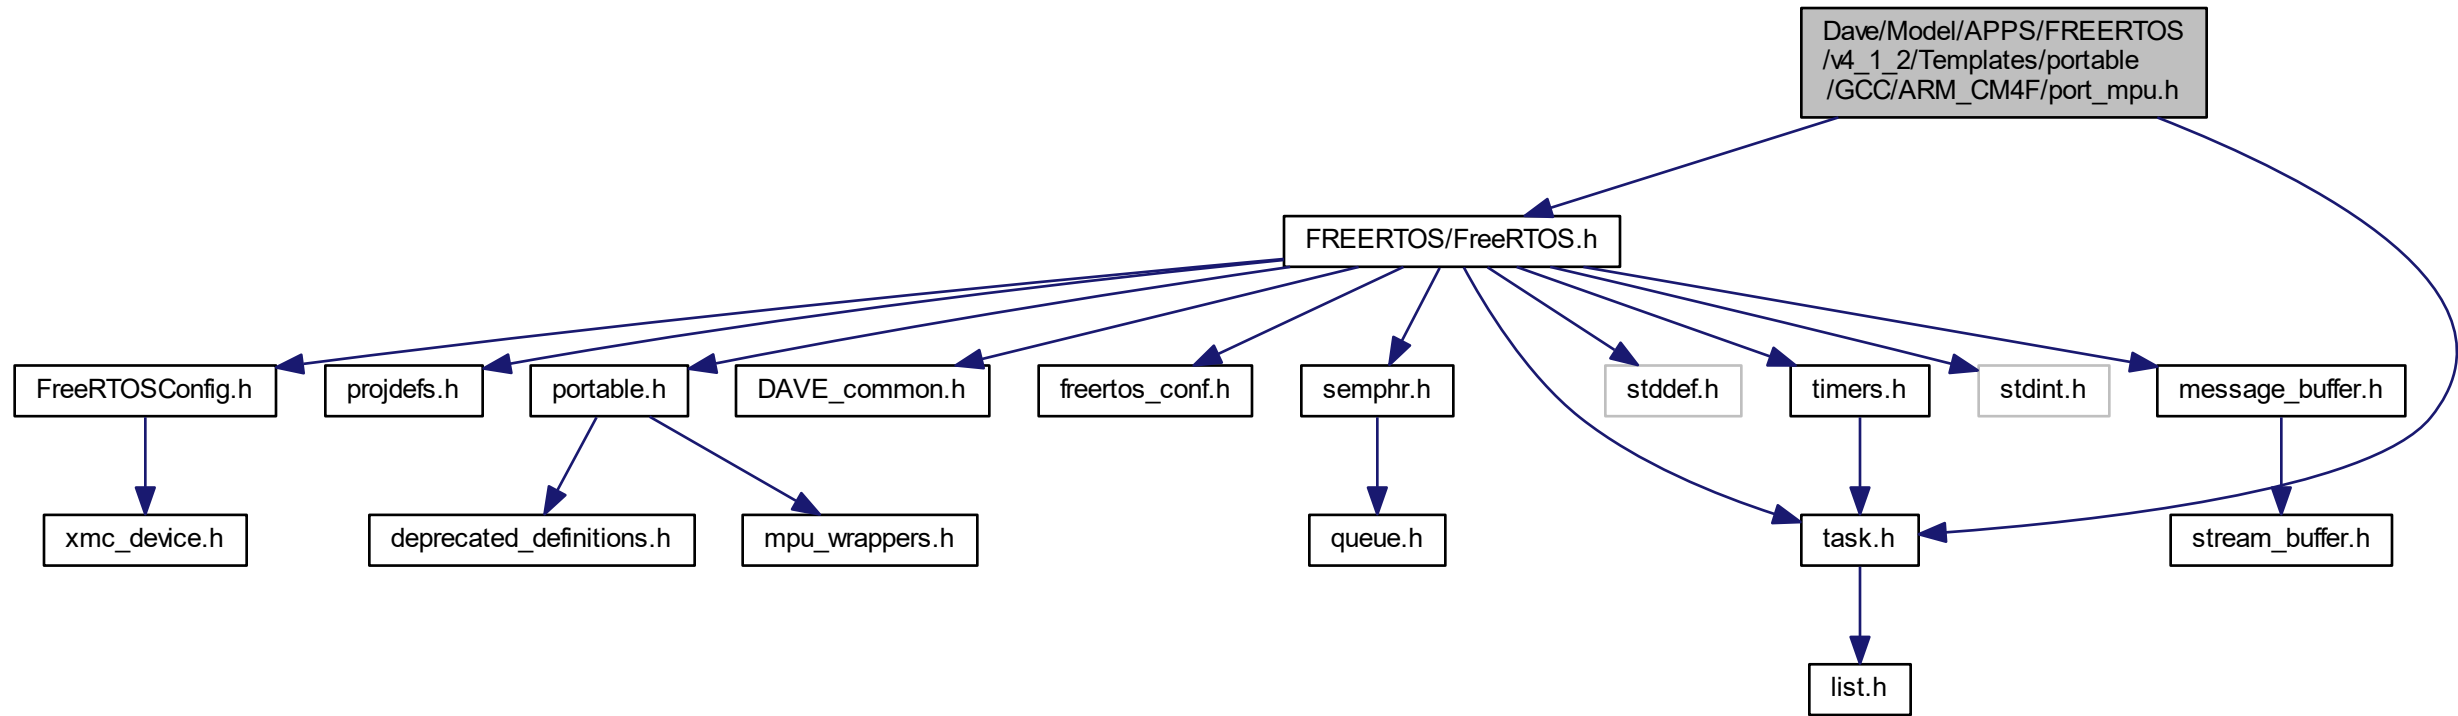 Dave/Model/APPS/FREERTOS
/v4_1_2/Templates/portable
/GCC/ARM_CM4F/port_mpu.h
FREERTOS/FreeRTOS.h
FreeRTOSConfig.h
projdefs.h
portable.h
DAVE_common.h
freertos_conf.h
semphr.h
stddef.h
timers.h
stdint.h
message_buffer.h
xmc_device.h
deprecated_definitions.h
mpu_wrappers.h
queue.h
task.h
stream_buffer.h
list.h